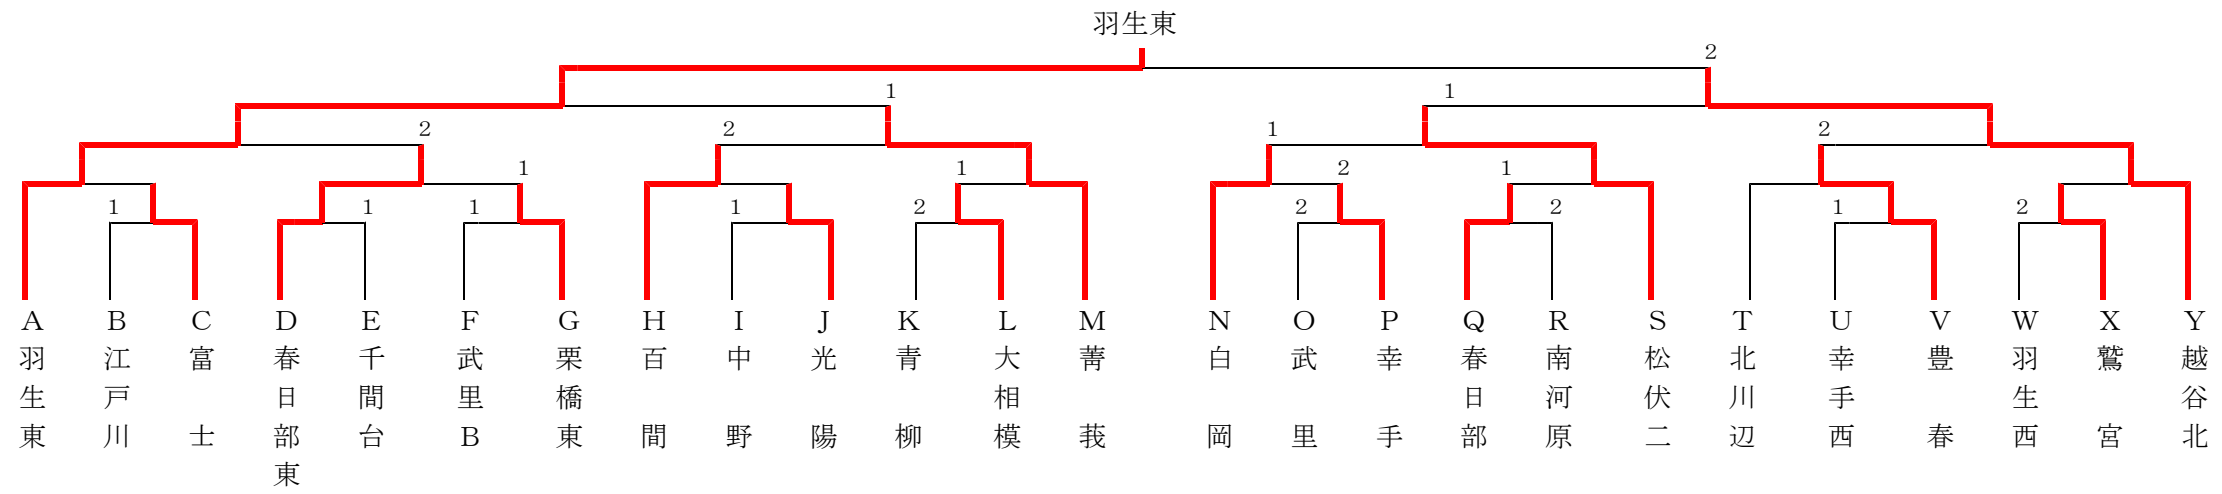 羽生東
2
1
1
2
2
1
2
1
1
2
1
1
1
1
1
2
2
2
1
2
A
羽生東
B
江戸川
C
富士
D
春日部東
E
千間台
F
武里B
G
栗橋東
H
百間
I
中野
J
光陽
K
青柳
L
大相模
M
菁莪
N
白岡
O
武里
P
幸手
Q
春日部
R
南河原
S
松伏二
T
北川辺
U
幸手西
V
豊春
W
羽生西
X
鷲宮
Y
越谷北